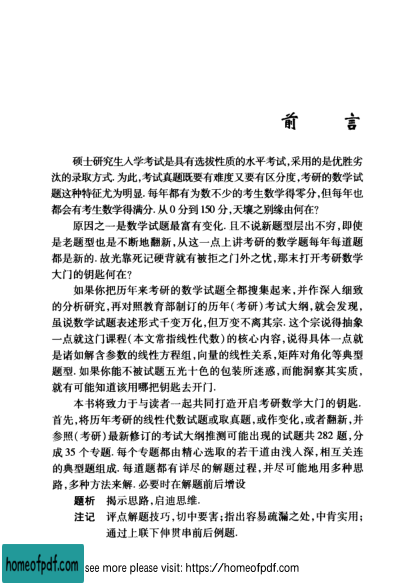 前 言
硕士研究生入学考试是具有选拔性质的水平考试,采用的是优胜劣
汰的录取方式.为此,考试真题既要有难度又要有区分度,考研的数学试
题这种特征尤为明显.每年都有为数不少的考生数学得零分,但每年也
都会有考生数学得满分.从0分到150分,天壤之别缘由何在?
原因之一是数学试题最富有变化.且不说新题型层出不穷,即使
是老题型也是不断地翻新,从这一点上讲考研的数学题每年每道题
都是新的.故光靠死记硬背就有被拒之门外之忧,那末打开考研数学
大门的钥匙何在?
如果你把历年来考研的数学试题全都搜集起来,并作深入细致
的分析研究,再对照教育部制订的历年(考研)考试大纲,就会发现,
虽说数学试题表述形式千变万化,但万变不离其宗.这个宗说得抽象
一点就这门课程(本文常指线性代数)的核心内容,说得具体一点就
是诸如解含参数的线性方程组,向量的线性关系,矩阵对角化等典型
题型.如果你能不被试题五光十色的包装所迷惑,而能洞察其实质,
就有可能知道该用哪把钥匙去开门.
本书将致力于与读者一起共同打造开启考研数学大门的钥匙.
首先,将历年考研的线性代数试题或取真题,或作变化,或者翻新,并
参照(考研)最新修订的考试大纲推测可能出现的试题共282题,分
成35个专题.每个专题都由精心选取的若干道由浅入深,相互关连
的典型题组成.每道题都有详尽的解题过程,并尽可能地用多种思
路,多种方法来解.必要时在解题前后增设
题析 揭示思路,启迪思维.
注记 评点解题技巧,切中要害;指出容易疏漏之处,中肯实用;
通过上联下伸贯串前后例题.
homeofpdf.com
see more please visit: https://homeofpdf.com